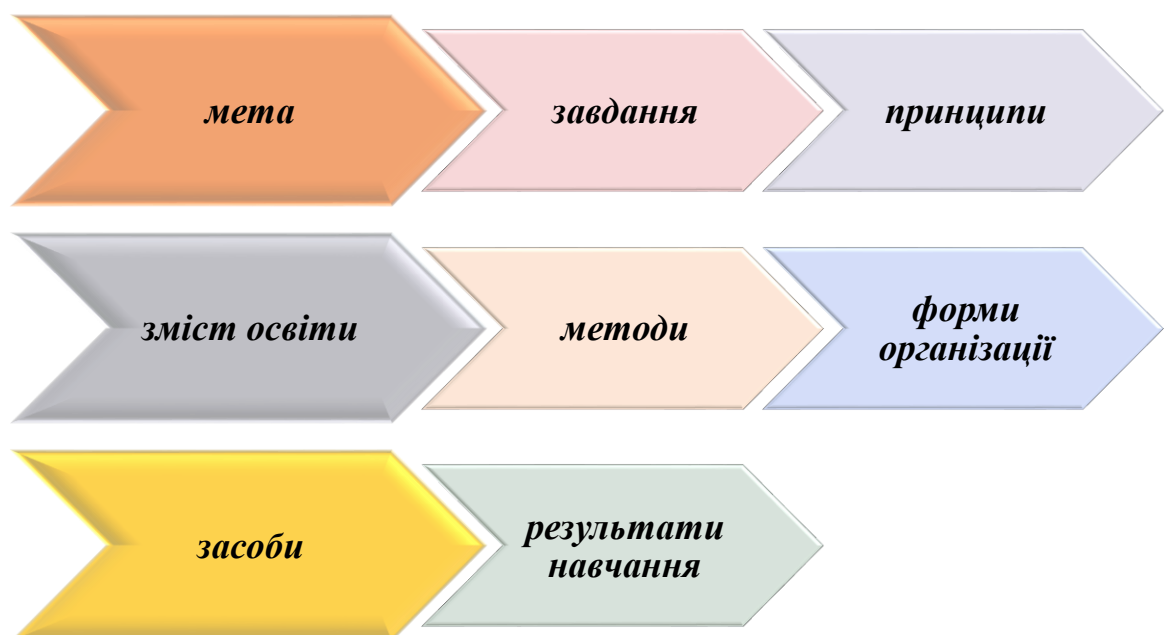 мета
завдання
принципи
зміст освіти
методи
форми
організації
засоби
результати
навчання